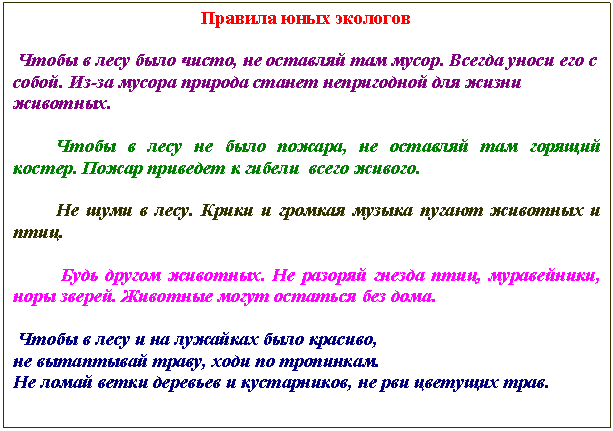 Правила юных экологов
Чтобы в лесу было чисто, не оставляй там мусор. Всегда уноси его с
собой. Из-за мусора природа станет непригодной для жизни
животных.
Чтобы в лесу не было пожара, не оставляй там горящий
костер. Пожар приведет к гибели всего живого.
Не шуми в лесу. Крики и громкая музыка пугают животных и
птиц.
Будь другом животных. Не разоряй гнезда птиц, муравейники,
норы зверей. Животные могут остаться без дома.
Чтобы в лесу и на лужайках было красиво,
не вытаптывай траву, ходи по тропинкам.
Не ломай ветки деревьев и кустарников, не рви цветущих трав.